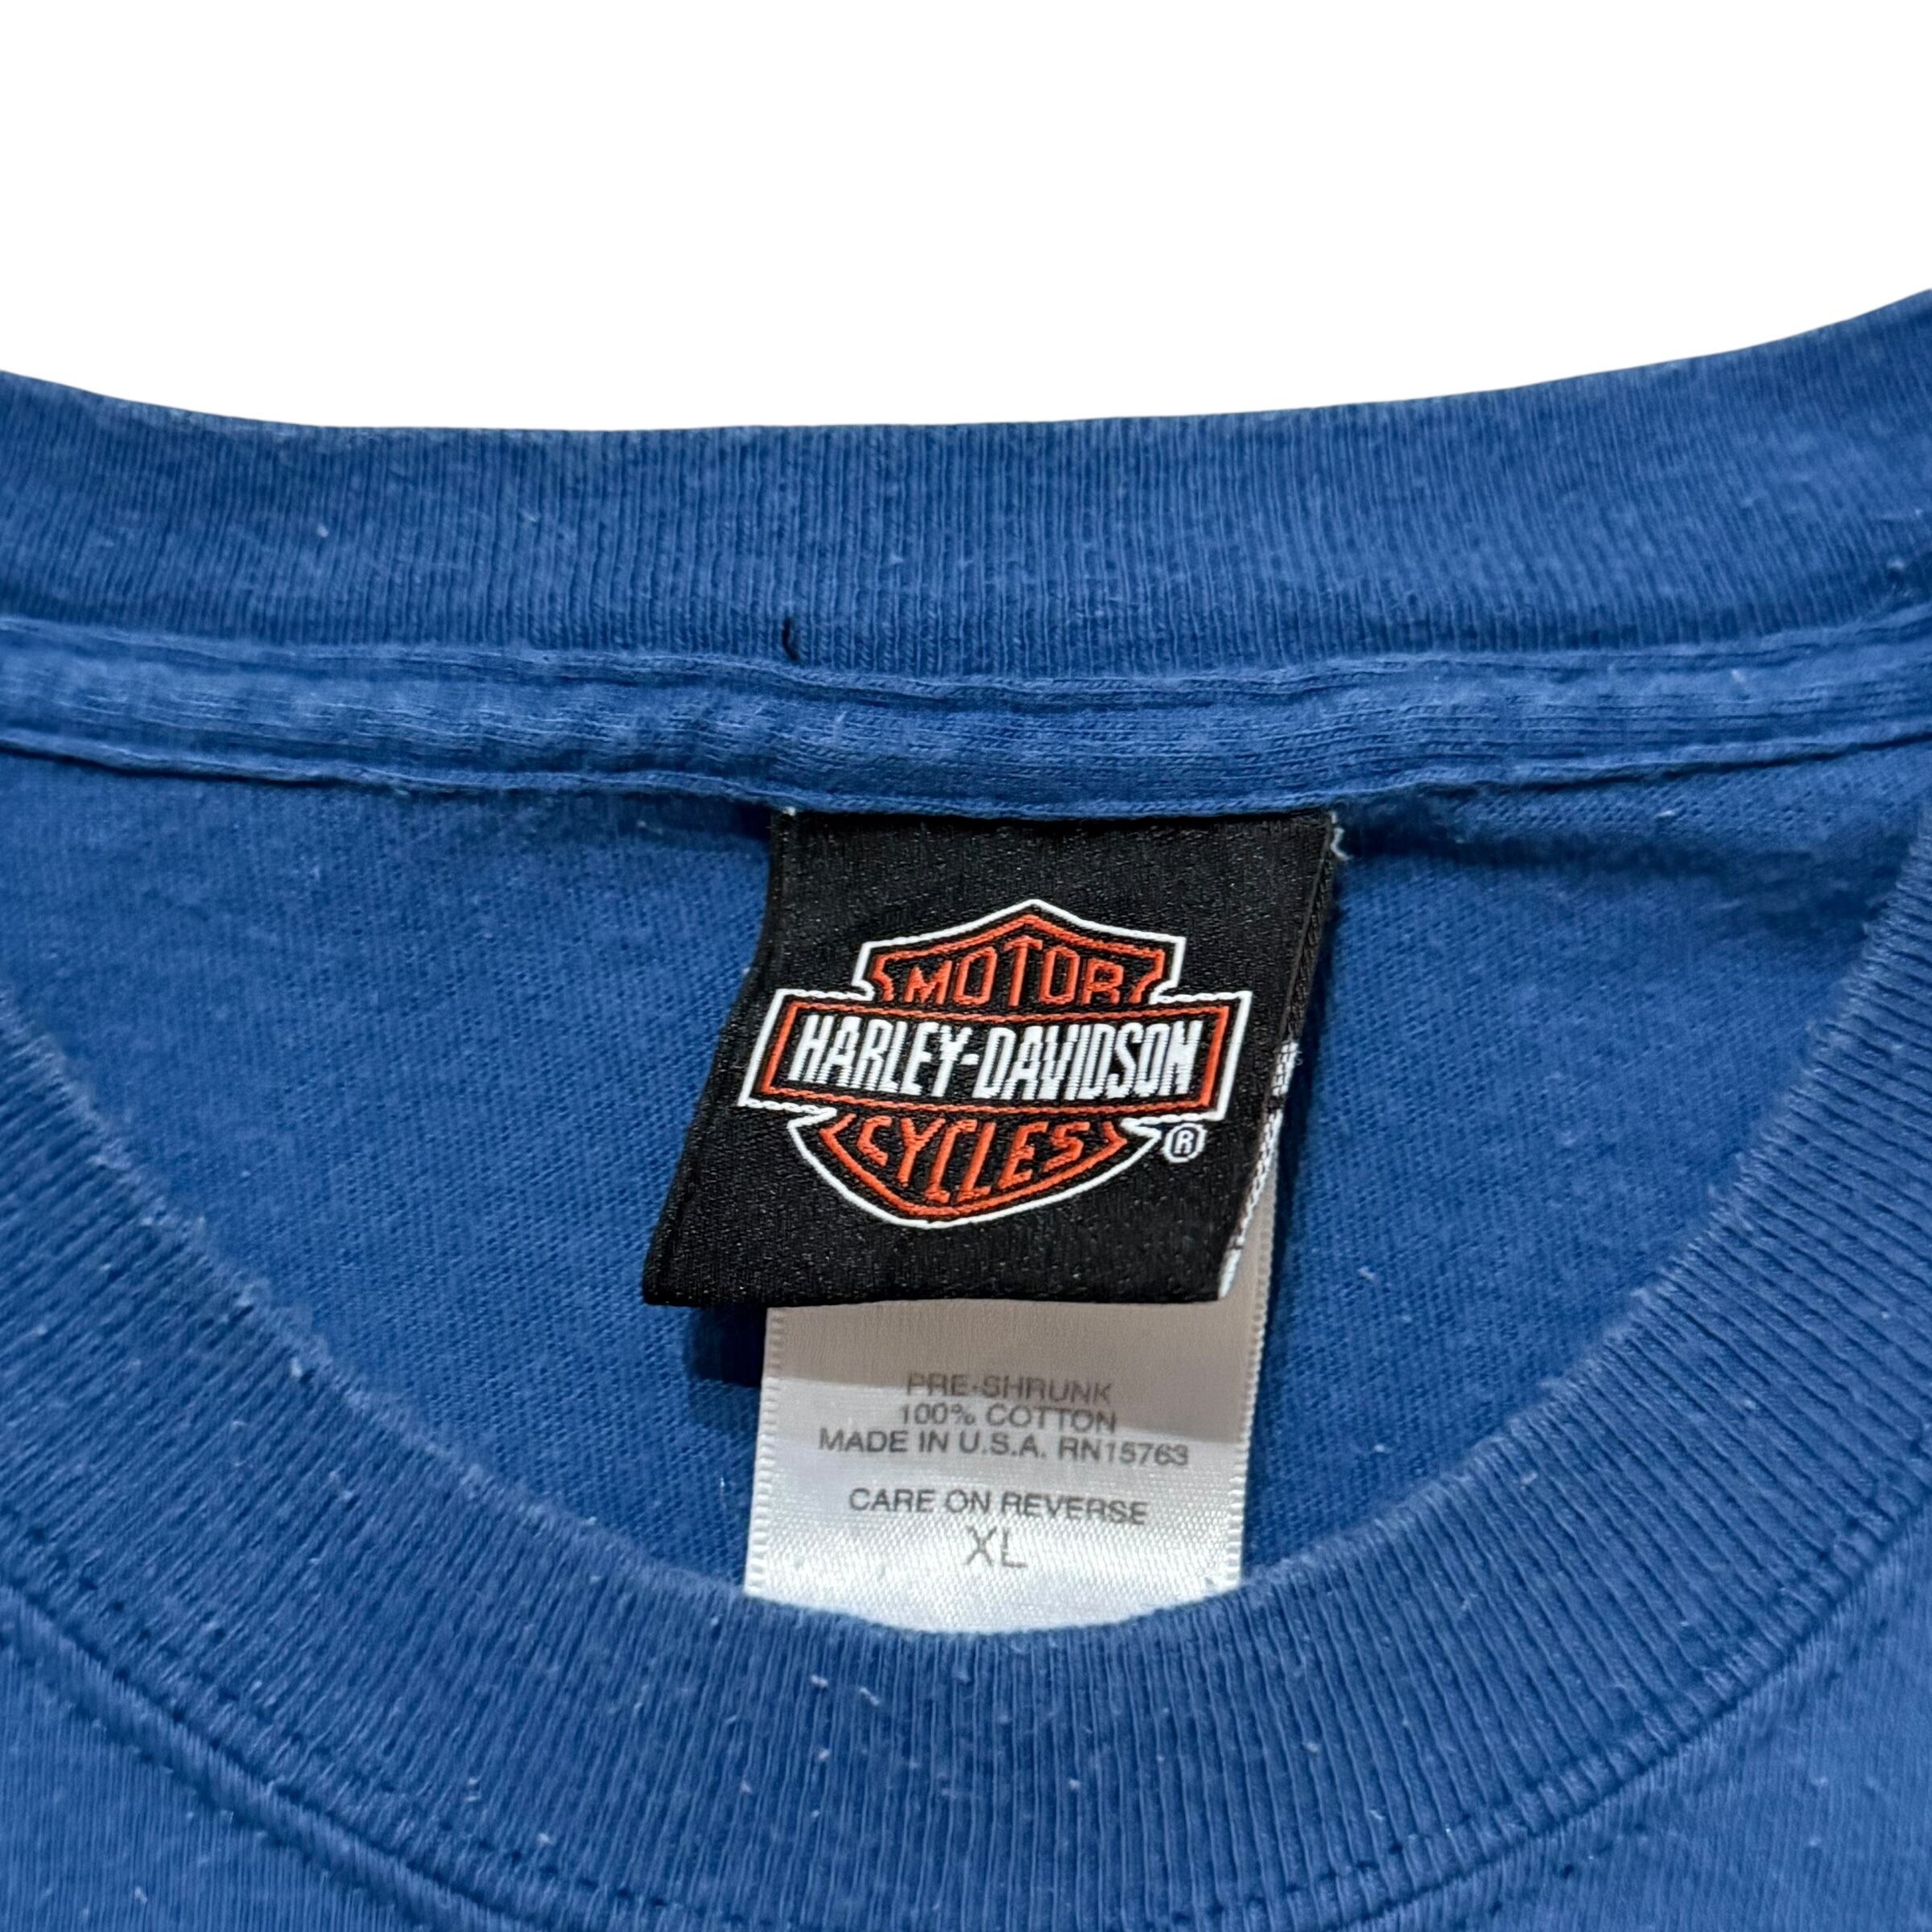 MOTOR
HARLEY-DAVIDSON
CYCLES ®
PRE-SHRUNK
100% COTTON
MADE IN U.S.A. RN15763
CARE ON REVERSE
XL